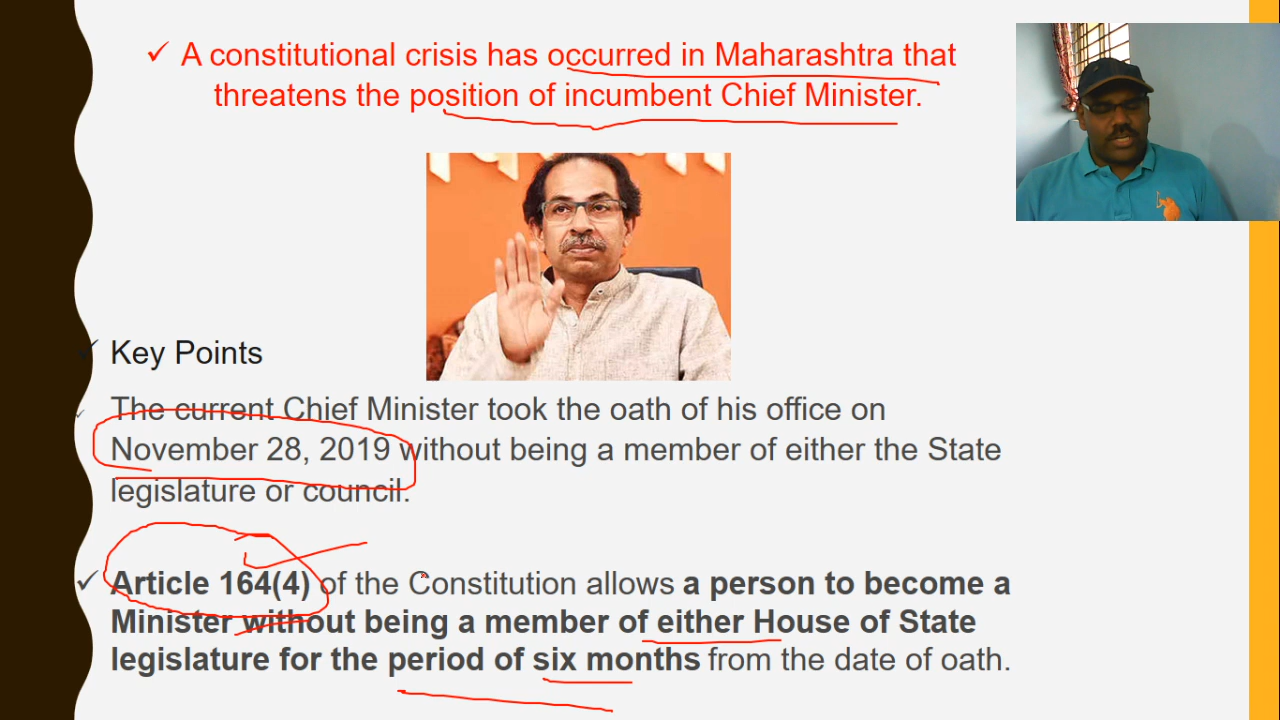 A constitutional crisis has occurred in Maharashtra that
threatens the position of incumbent Chief Minister.
Key Points
The current Chief Minister took the oath of his office on
November 28, 2019 without being a member of either the State
legislature or council.
Article 164(4) of the Constitution allows a person to become a
Minister without being a member of either House of State
legislature for the period of six months from the date of oath.